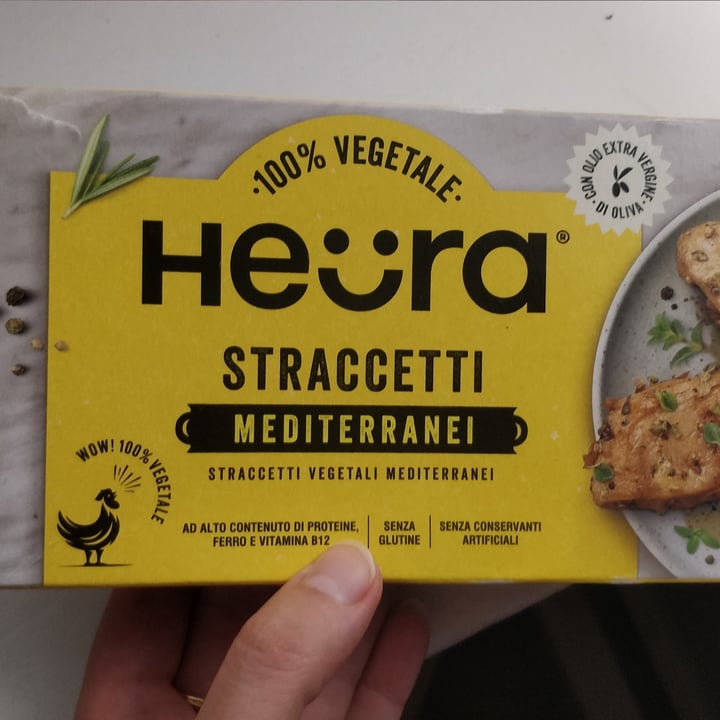 ·100% VEGETALE·
CON OLIO EXTRA VERGINE
· DI OLIVA ·
Heüra®
STRACCETTI
MEDITERRANEI
STRACCETTI VEGETALI MEDITERRANEI
WOW! 100% VEGETALE
AD ALTO CONTENUTO DI PROTEINE,
FERRO E VITAMINA B12
SENZA
GLUTINE
SENZA CONSERVANTI
ARTIFICIALI